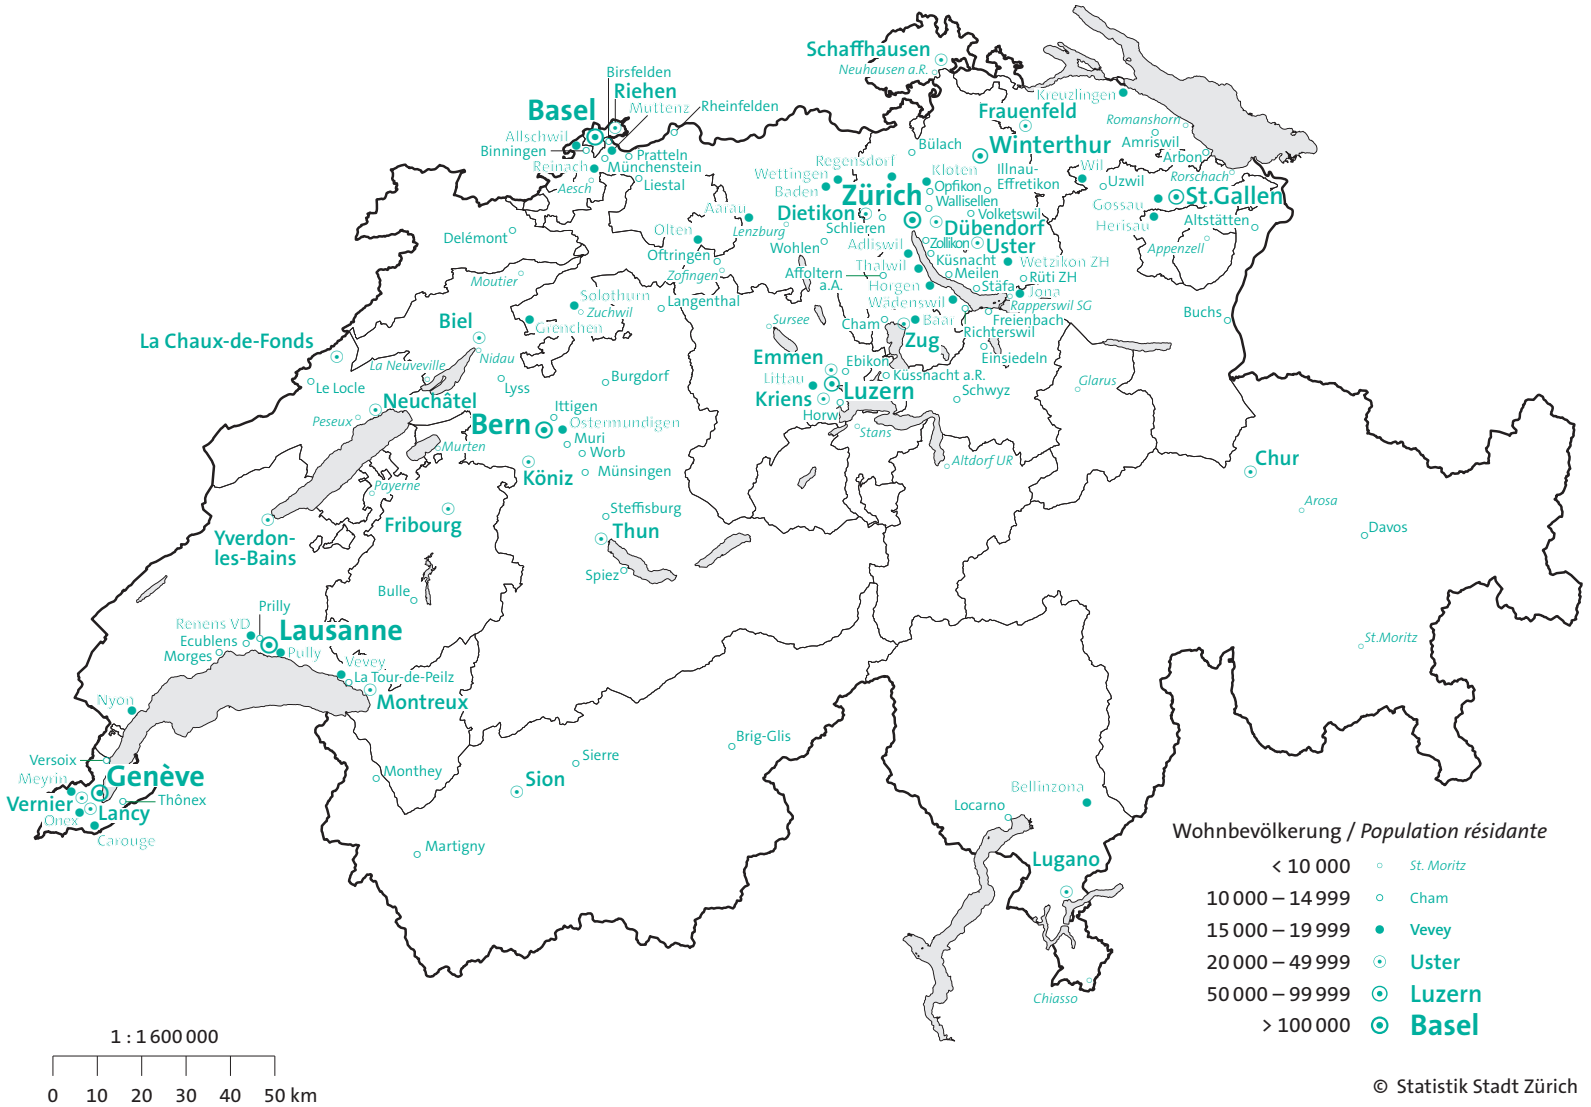 Schaffhausen
Neuhausen a.R.
Birsfelden
Riehen
Basel
Muttenz
Rheinfelden
Kreuzlingen
Frauenfeld
Romanshorn
Allschwil
Binningen
Pratteln
Reinach
Münchenstein
Aesch
Liestal
Bülach
Winterthur
Amriswil
Arbon
Regensdorf
Wettingen
Baden
Kloten
Illnau-
Effretikon
Wil
Rorschach
Uzwil
Opfikon
Zürich
Wallisellen
Gossau
St.Gallen
Aarau
Dietikon
Volketswil
Lenzburg
Schlieren
Dübendorf
Herisau
Altstätten
Delémont
Olten
Wohlen
Adliswil
Zollikon
Uster
Appenzell
Oftringen
Küsnacht
Wetzikon ZH
Zofingen
Affoltern
a.A.
Thalwil
Meilen
Rüti ZH
Moutier
Horgen
Stäfa
Jona
Solothurn
Langenthal
Wädenswil
Rapperswil SG
Zuchwil
Buchs
Biel
Grenchen
Sursee
Cham
Baar
Freienbach
Richterswil
La Chaux-de-Fonds
Zug
Nidau
La Neuveville
Emmen
Ebikon
Einsiedeln
Le Locle
Lyss
Burgdorf
Littau
Küssnacht a.R.
Glarus
Neuchâtel
Kriens
Luzern
Schwyz
Ittigen
Horw
Peseux
Bern
Ostermundigen
Stans
Muri
Murten
Worb
Altdorf UR
Chur
Köniz
Münsingen
Payerne
Arosa
Steffisburg
Fribourg
Thun
Davos
Yverdon-
les-Bains
Spiez
Bulle
Prilly
Renens VD
Lausanne
Ecublens
Morges
Pully
St.Moritz
Vevey
La Tour-de-Peilz
Nyon
Montreux
Brig-Glis
Versoix
Sierre
Meyrin
Genève
Monthey
Sion
Bellinzona
Vernier
Thônex
Lancy
Locarno
Onex
Carouge
Martigny
Lugano
Chiasso
Wohnbevölkerung / Population résidante
< 10 000 St. Moritz
10 000 – 14 999 Cham
15 000 – 19 999 Vevey
20 000 – 49 999 Uster
50 000 – 99 999 Luzern
> 100 000 Basel
1 : 1 600 000
0 10 20 30 40 50 km
© Statistik Stadt Zürich